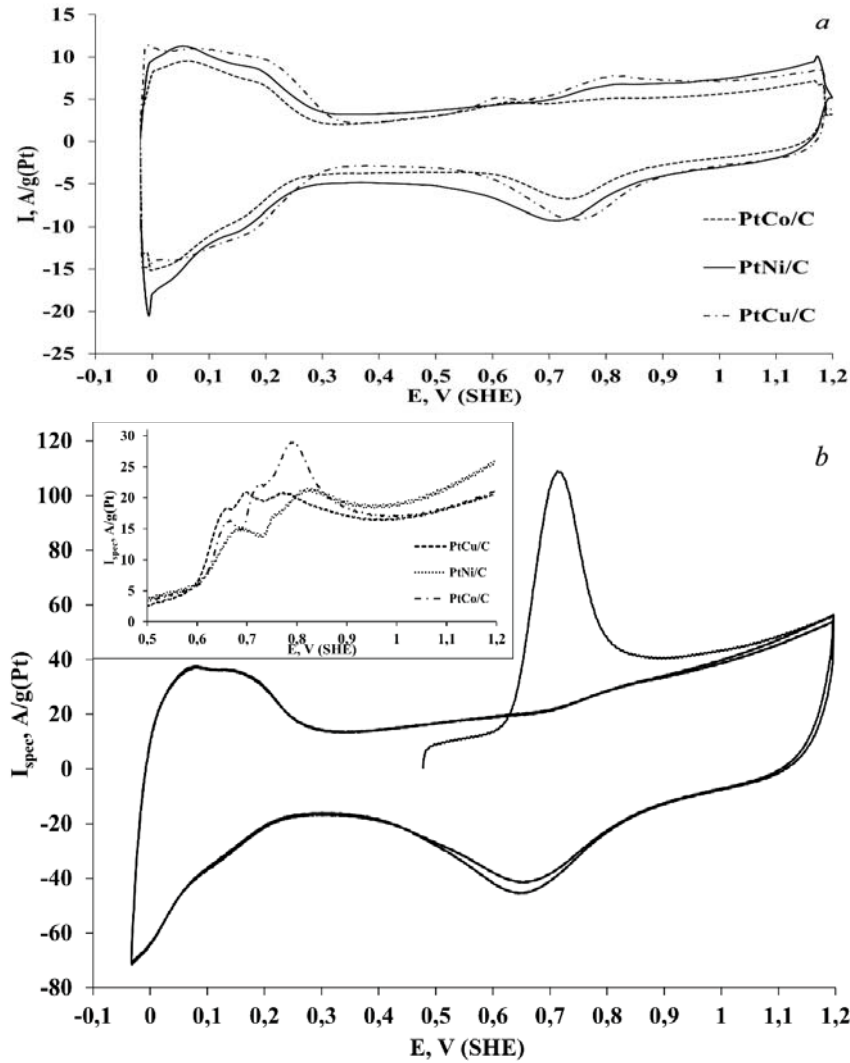 a
15
10
5
0
-5
-10
-15
-20
-25
I, A/g(Pt)
PtCo/C
PtNi/C
PtCu/C
-0,1 0 0,1 0,2 0,3 0,4 0,5 0,6 0,7 0,8 0,9 1 1,1 1,2
E, V (SHE)
b
120
100
80
60
40
20
0
-20
-40
-60
-80
I_spec, A/g(Pt)
30
25
20
15
10
5
0
I_spec, A/g(Pt)
PtCu/C
PtNi/C
PtCo/C
0,5 0,6 0,7 0,8 0,9 1 1,1 1,2
E, V (SHE)
-0,1 0 0,1 0,2 0,3 0,4 0,5 0,6 0,7 0,8 0,9 1 1,1 1,2
E, V (SHE)